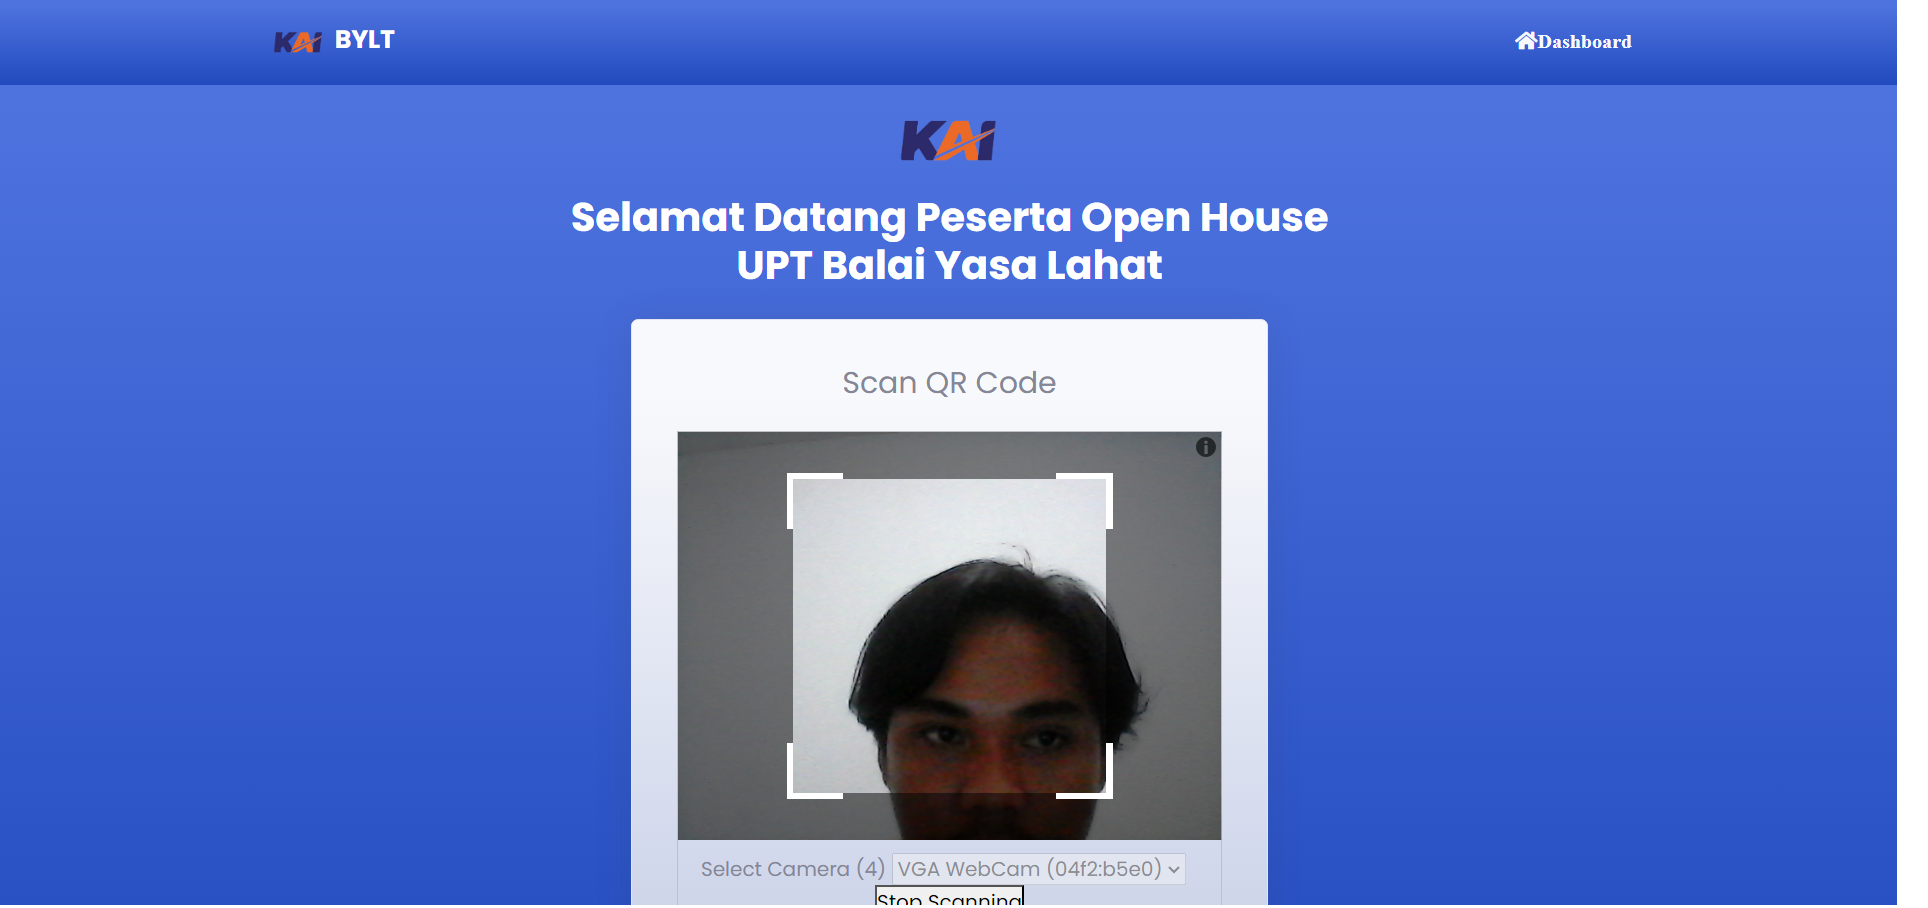 KAI BYLT
Dashboard
KAI
Selamat Datang Peserta Open House
UPT Balai Yasa Lahat
Scan QR Code
i
Select Camera (4) VGA WebCam (04f2:b5e0)
Stop Scanning